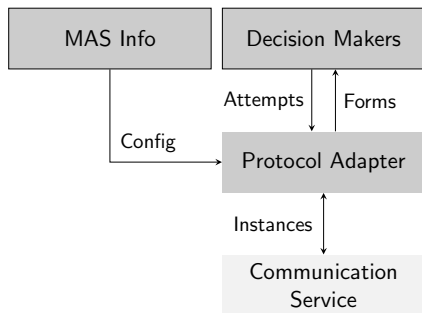 MAS Info
Decision Makers
Attempts
Forms
Config
Protocol Adapter
Instances
Communication
Service